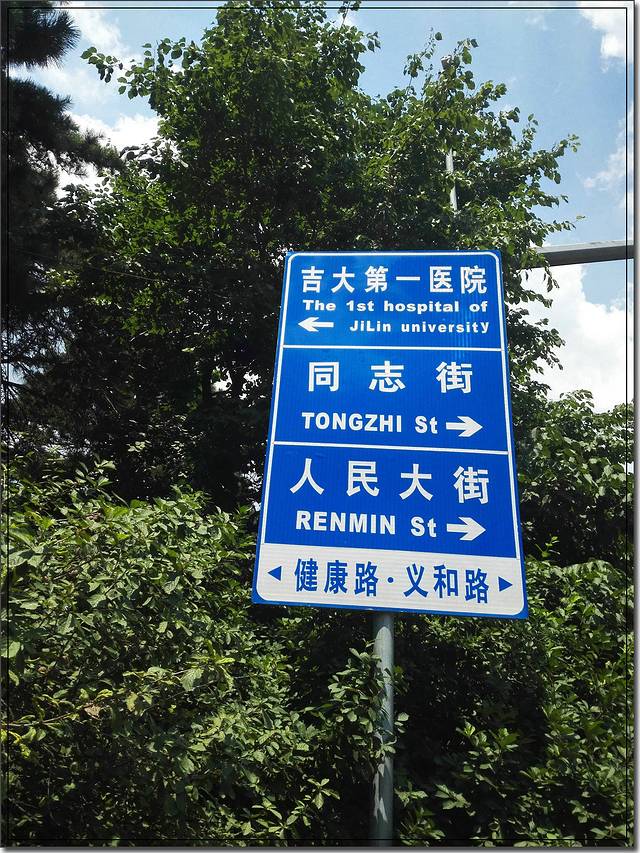 吉大第一医院
The 1st hospital of
← JiLin university
同志街
TONGZHI St →
人民大街
RENMIN St →
◀ 健康路·义和路 ▶